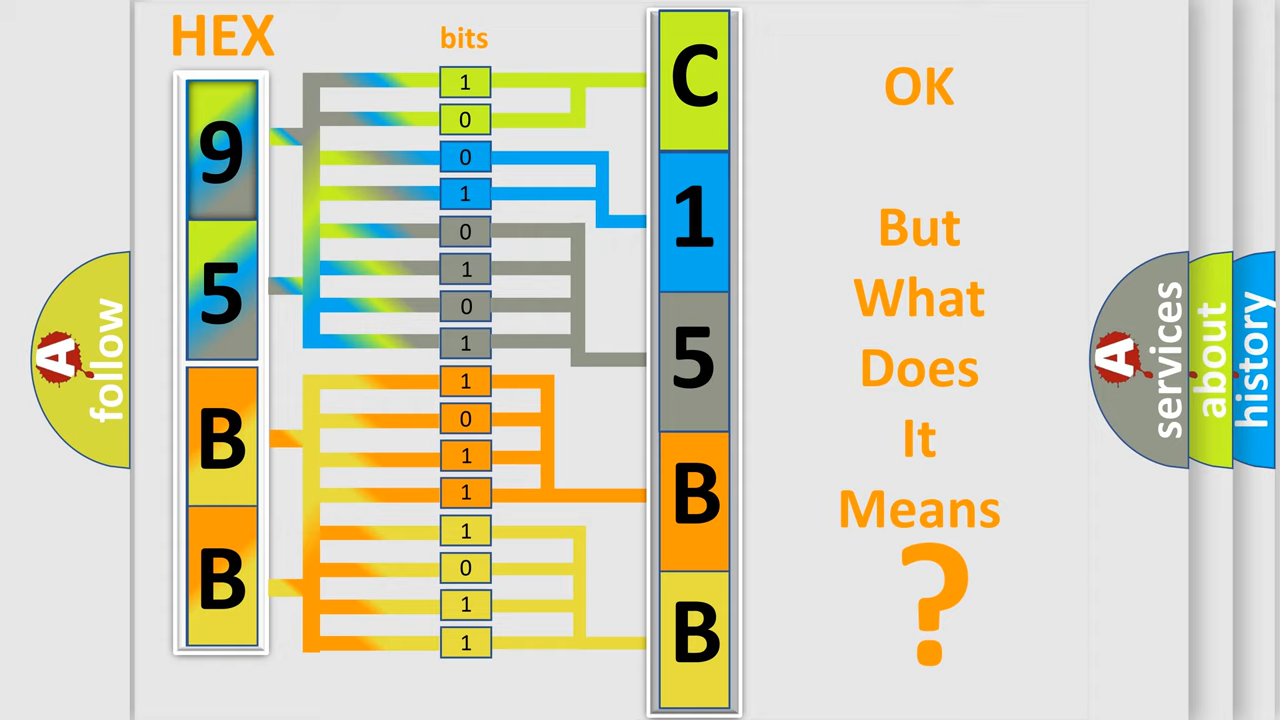 HEX
bits
9
5
B
B
1
0
0
1
0
1
0
1
1
0
1
1
1
0
1
1
C
1
5
B
B
OK
But
What
Does
It
Means
?
A
follow
A
services
about
history